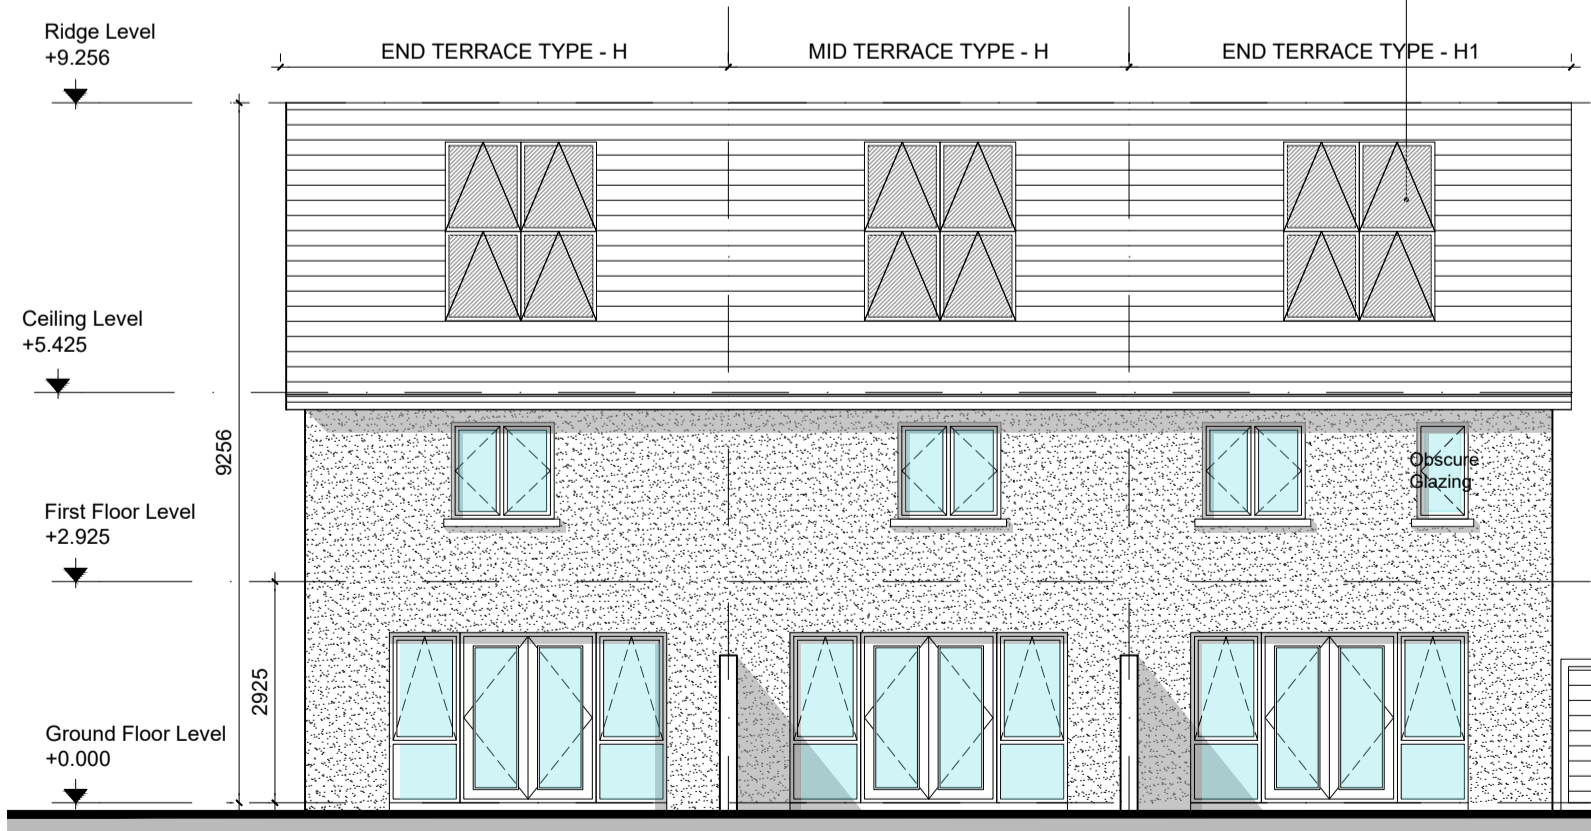 Ridge Level
+9.256
END TERRACE TYPE - H
MID TERRACE TYPE - H
END TERRACE TYPE - H1
Ceiling Level
+5.425
9256
Obscure
Glazing
First Floor Level
+2.925
2925
Ground Floor Level
+0.000